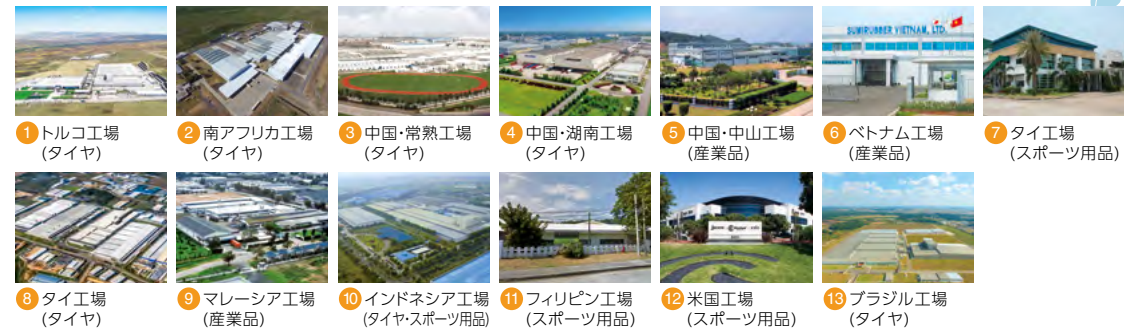 SUMIRUBBER VIETNAM, LTD.
1 トルコ工場
(タイヤ)
2 南アフリカ工場
(タイヤ)
3 中国・常熟工場
(タイヤ)
4 中国・湖南工場
(タイヤ)
5 中国・中山工場
(産業品)
6 ベトナム工場
(産業品)
7 タイ工場
(スポーツ用品)
8 タイ工場
(タイヤ)
9 マレーシア工場
(産業品)
10 インドネシア工場
(タイヤ・スポーツ用品)
11 フィリピン工場
(スポーツ用品)
12 米国工場
(スポーツ用品)
13 ブラジル工場
(タイヤ)